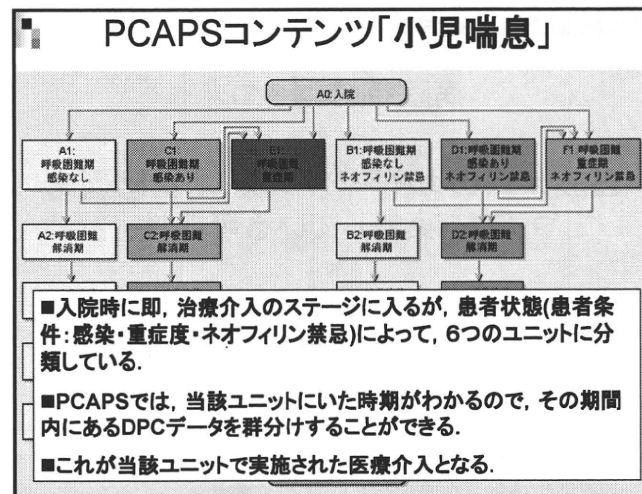 PCAPSコンテンツ「小児喘息」
A0:入院
A1:
呼吸困難期
感染なし
C1
呼吸困難期
感染あり
E1:
呼吸困難
重症期
B1:呼吸困難期
感染なし
ネオフィリン禁忌
D1:呼吸困難期
感染あり
ネオフィリン禁忌
F1 呼吸困難
重症期
ネオフィリン禁忌
A2:呼吸困難
解消期
C2:呼吸困難
解消期
B2:呼吸困難
解消期
D2:呼吸困難
解消期
■入院時に即,治療介入のステージに入るが,患者状態(患者条
件:感染・重症度・ネオフィリン禁忌)によって,6つのユニットに分
類している.
■PCAPSでは,当該ユニットにいた時期がわかるので,その期間
内にあるDPCデータを群分けすることができる.
■これが当該ユニットで実施された医療介入となる.